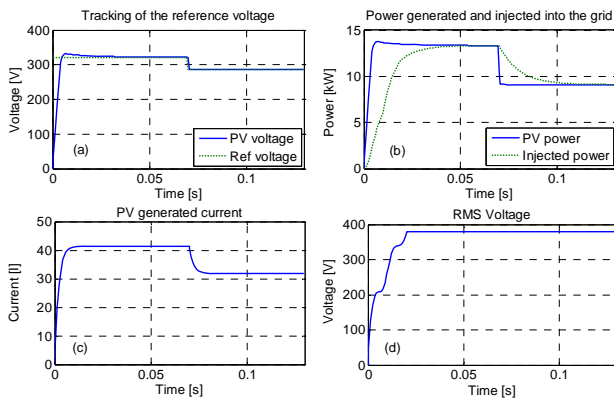 Tracking of the reference voltage
400
300
200
100
0
0
0.05
0.1
Voltage [V]
Time [s]
(a)
PV voltage
Ref voltage
Power generated and injected into the grid
15
10
5
0
0
0.05
0.1
Power [kW]
Time [s]
(b)
PV power
Injected power
PV generated current
50
40
30
20
10
0
0
0.05
0.1
Current [I]
Time [s]
(c)
RMS Voltage
400
300
200
100
0
0
0.05
0.1
Voltage [V]
Time [s]
(d)